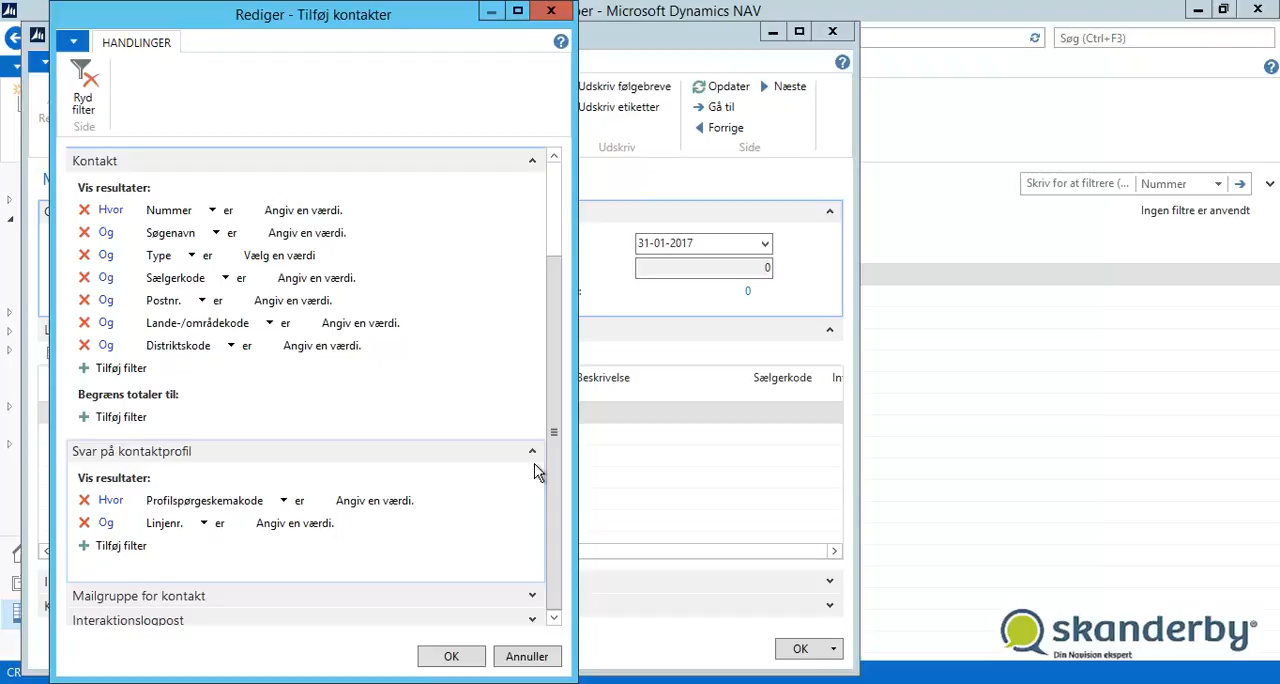 Rediger - Tilføj kontakter
HANDLINGER
Ryd
filter
Side
Kontakt
Vis resultater:
Hvor Nummer er Angiv en værdi.
Og Søgenavn er Angiv en værdi.
Og Type er Vælg en værdi
Og Sælgerkode er Angiv en værdi.
Og Postnr. er Angiv en værdi.
Og Lande-/områdekode er Angiv en værdi.
Og Distriktskode er Angiv en værdi.
Tilføj filter
Begræns totaler til:
Tilføj filter
Svar på kontaktprofil
Vis resultater:
Hvor Profilspørgeskemakode er Angiv en værdi.
Og Linjenr. er Angiv en værdi.
Tilføj filter
Mailgruppe for kontakt
Interaktionslogpost
OK Annuller
er - Microsoft Dynamics NAV
Søg (Ctrl+F3)
Udskriv følgebreve
Udskriv etiketter
Udskriv
Opdater Næste
Gå til
Forrige
Side
Skriv for at filtrere (... Nummer
Ingen filtre er anvendt
31-01-2017
0
0
Beskrivelse Sælgerkode
OK
skanderby
Din Navision ekspert
CR